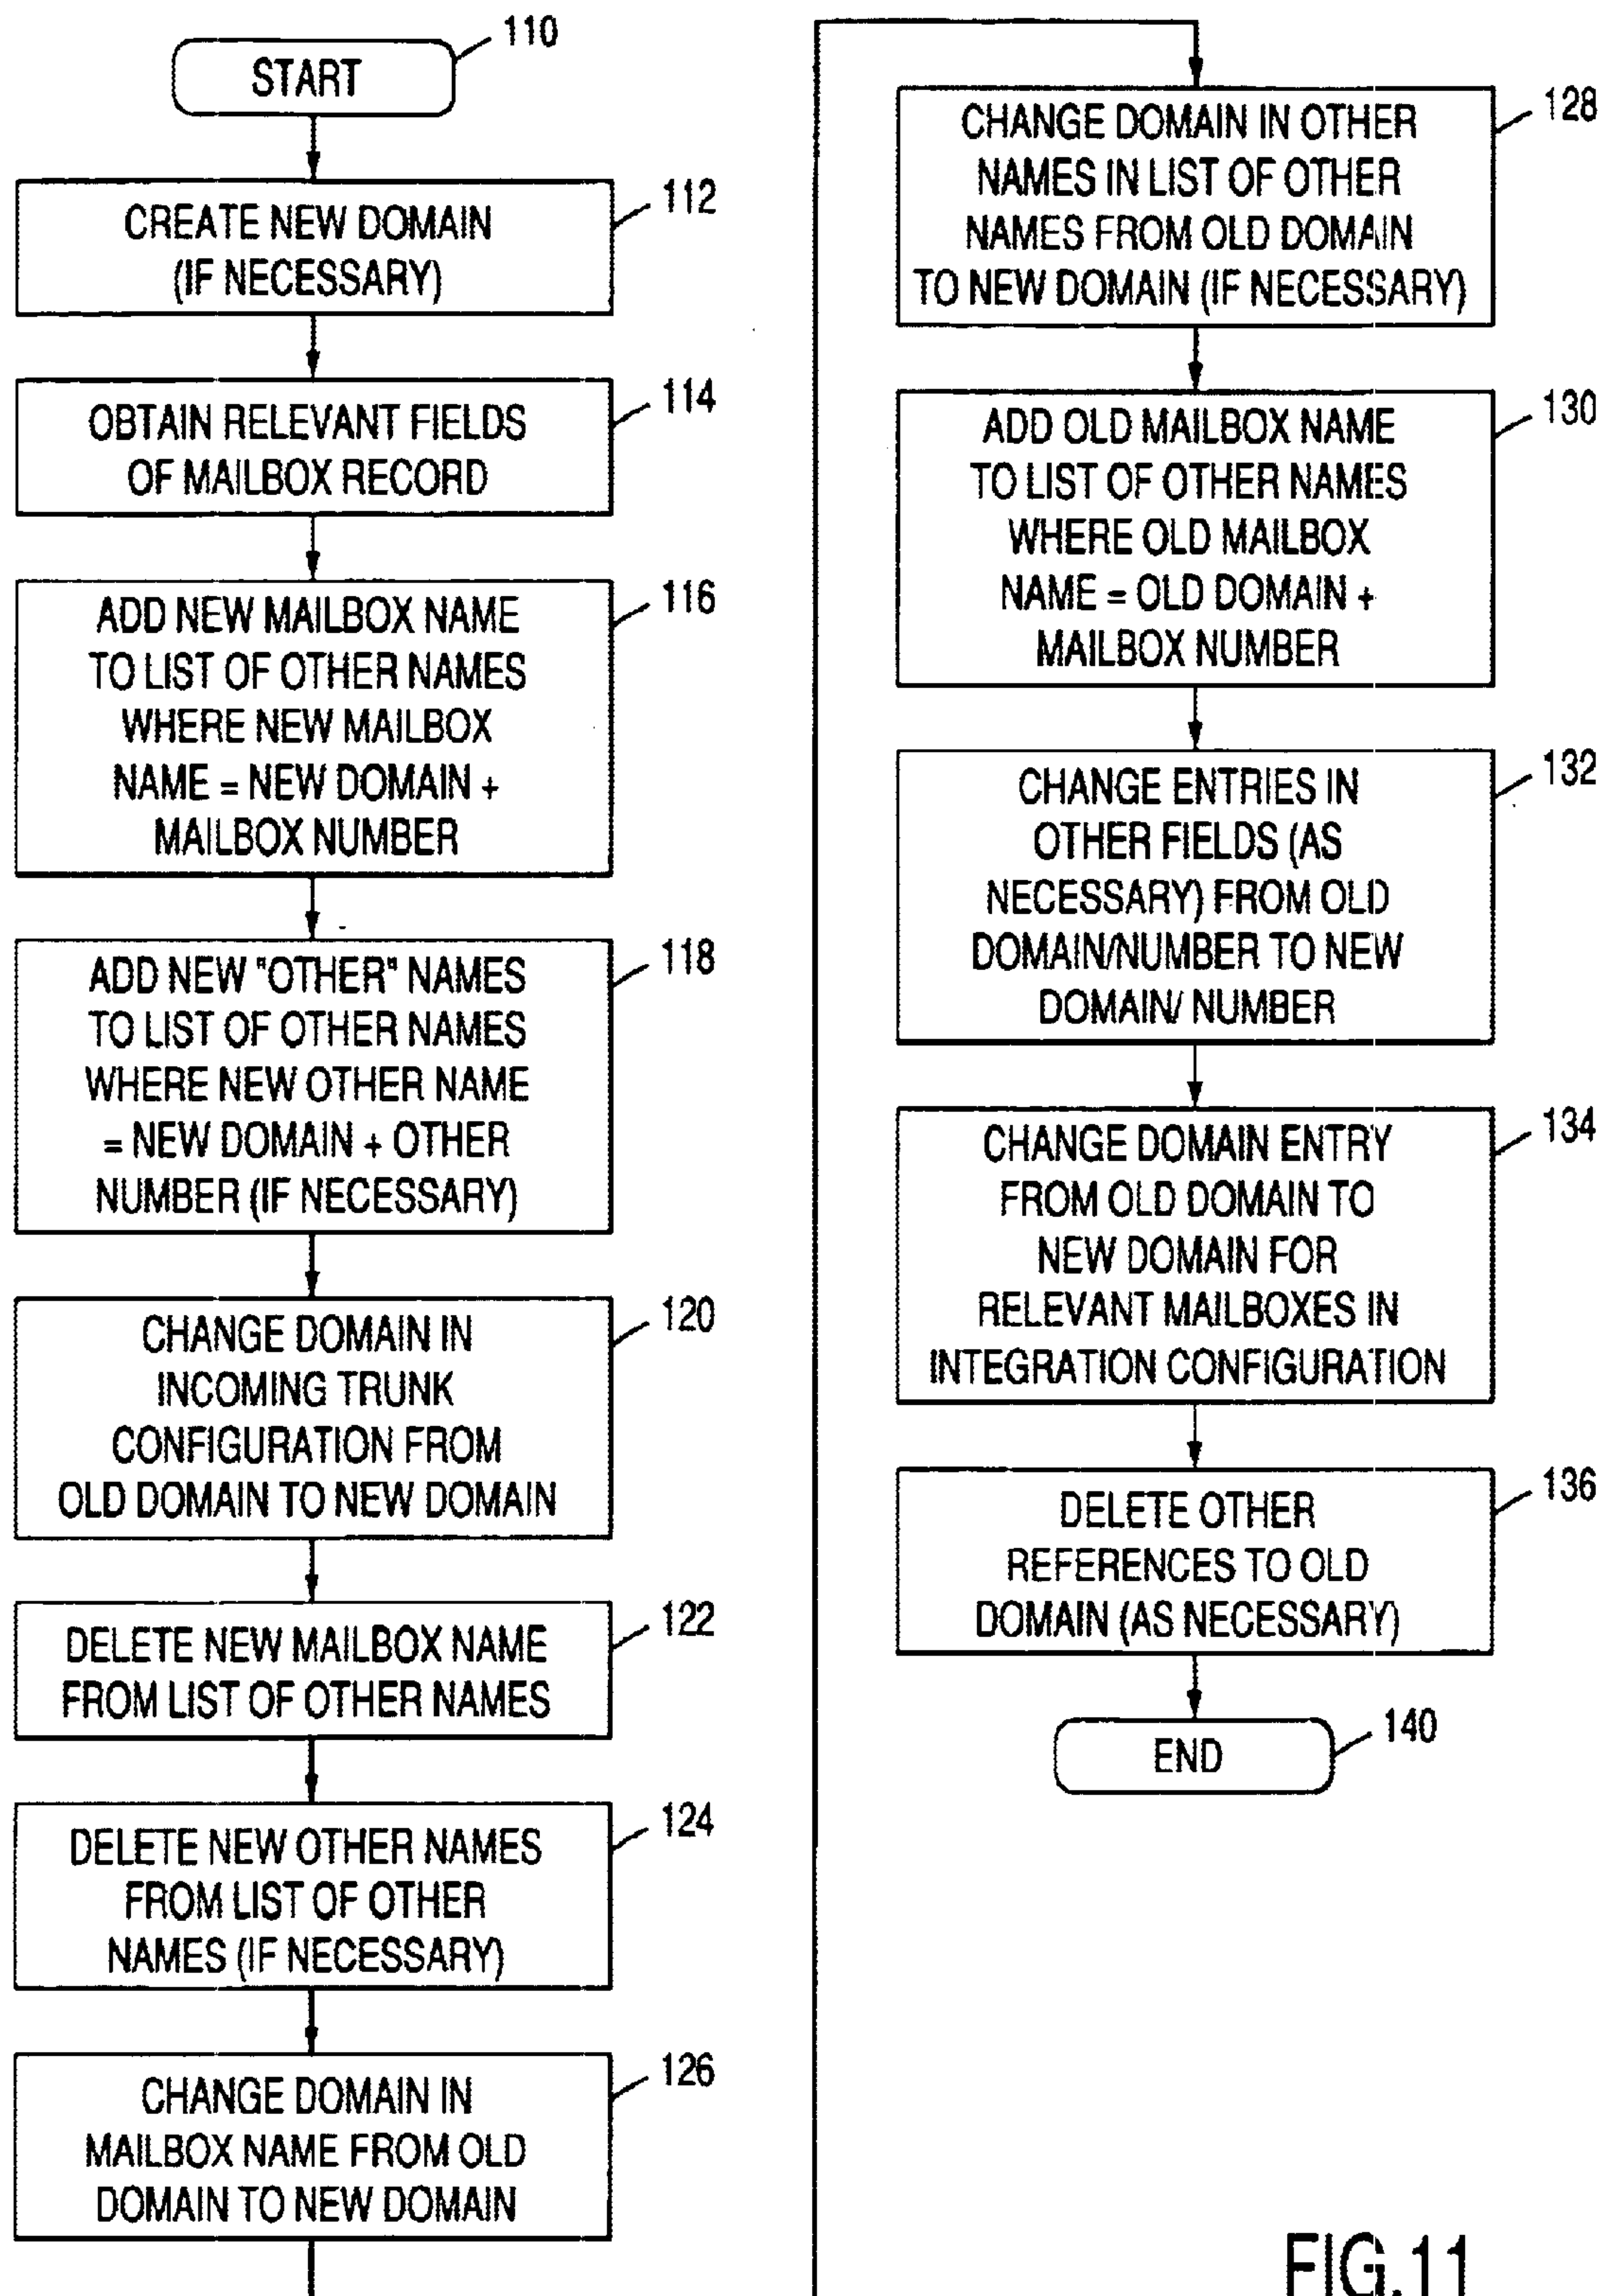 110
START
112
CREATE NEW DOMAIN
(IF NECESSARY)
114
OBTAIN RELEVANT FIELDS
OF MAILBOX RECORD
116
ADD NEW MAILBOX NAME
TO LIST OF OTHER NAMES
WHERE NEW MAILBOX
NAME = NEW DOMAIN +
MAILBOX NUMBER
118
ADD NEW "OTHER" NAMES
TO LIST OF OTHER NAMES
WHERE NEW OTHER NAME
= NEW DOMAIN + OTHER
NUMBER (IF NECESSARY)
120
CHANGE DOMAIN IN
INCOMING TRUNK
CONFIGURATION FROM
OLD DOMAIN TO NEW DOMAIN
122
DELETE NEW MAILBOX NAME
FROM LIST OF OTHER NAMES
124
DELETE NEW OTHER NAMES
FROM LIST OF OTHER
NAMES (IF NECESSARY)
126
CHANGE DOMAIN IN
MAILBOX NAME FROM OLD
DOMAIN TO NEW DOMAIN
128
CHANGE DOMAIN IN OTHER
NAMES IN LIST OF OTHER
NAMES FROM OLD DOMAIN
TO NEW DOMAIN (IF NECESSARY)
130
ADD OLD MAILBOX NAME
TO LIST OF OTHER NAMES
WHERE OLD MAILBOX
NAME = OLD DOMAIN +
MAILBOX NUMBER
132
CHANGE ENTRIES IN
OTHER FIELDS (AS
NECESSARY) FROM OLD
DOMAIN/NUMBER TO NEW
DOMAIN/ NUMBER
134
CHANGE DOMAIN ENTRY
FROM OLD DOMAIN TO
NEW DOMAIN FOR
RELEVANT MAILBOXES IN
INTEGRATION CONFIGURATION
136
DELETE OTHER
REFERENCES TO OLD
DOMAIN (AS NECESSARY)
140
END
FIG.11